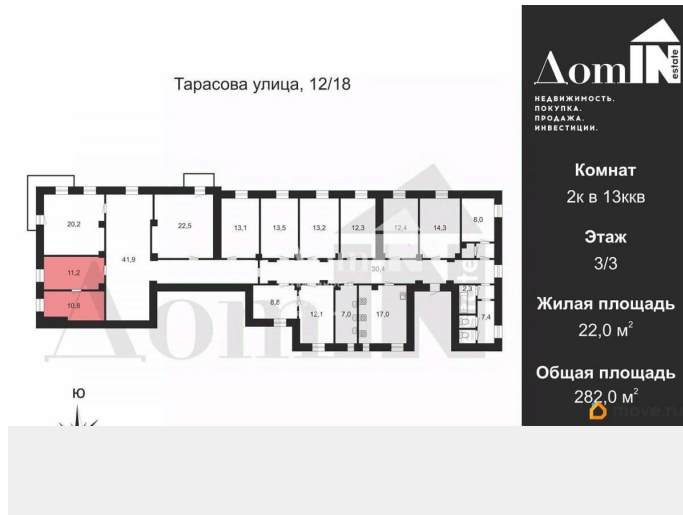 Тарасова улица, 12/18
20,2
22,5
13,1
13,5
13,2
12,3
12,4
14,3
8,0
11,2
41,9
30,4
10,8
8,8
12,1
7,0
17,0
2,3
7,4
Ю
ДомIN
estate
НЕДВИЖИМОСТЬ.
ПОКУПКА.
ПРОДАЖА.
ИНВЕСТИЦИИ.
Комнат
2к в 13ккв
Этаж
3/3
Жилая площадь
22,0 м²
Общая площадь
282,0 м²
move.ru
ДомIN